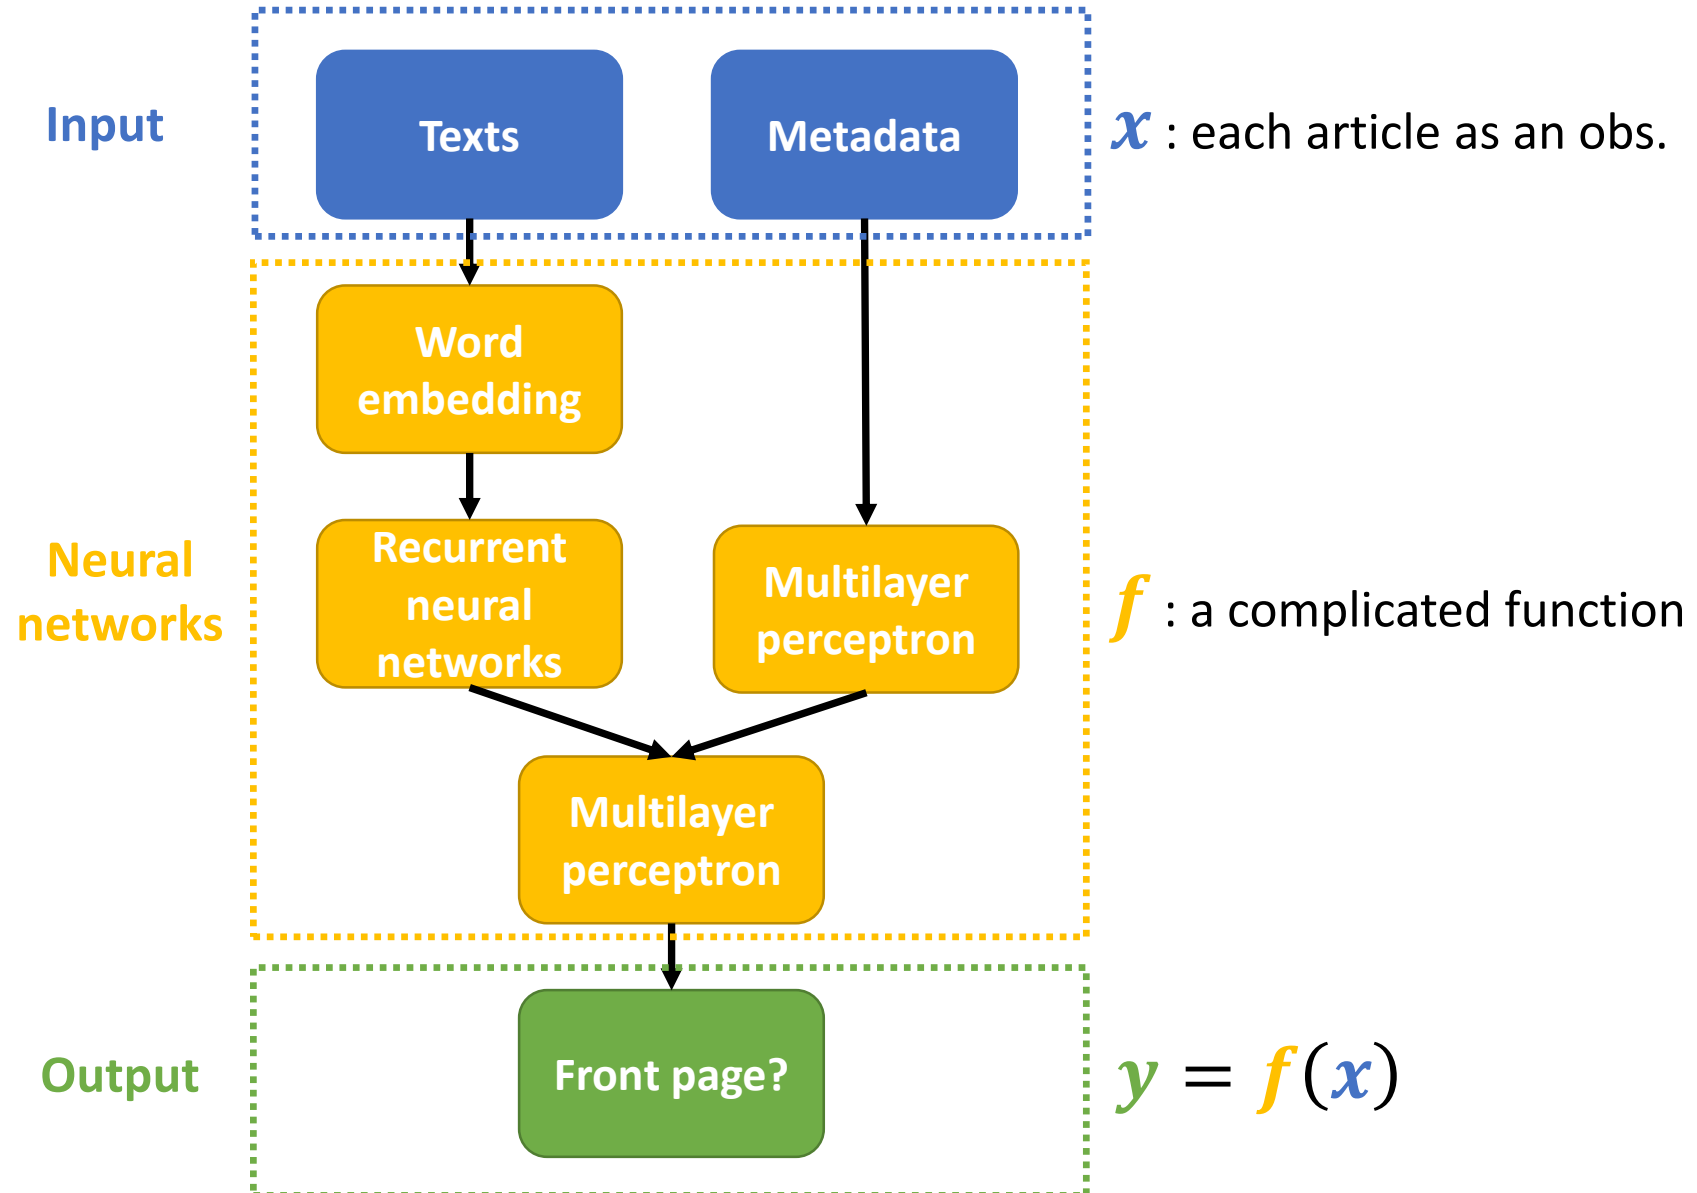 Input
Texts
Metadata
x : each article as an obs.
Word
embedding
Neural
networks
Recurrent
neural
networks
Multilayer
perceptron
f : a complicated function
Multilayer
perceptron
Output
Front page?
y = f(x)